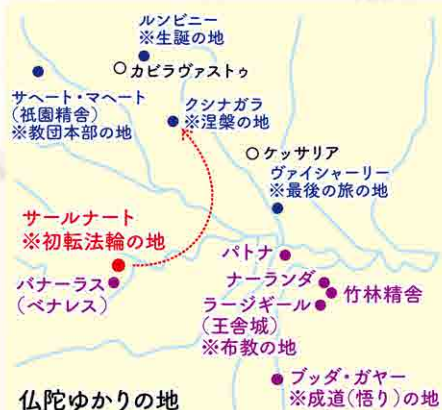 ルンビニー
※生誕の地
カビラヴァストゥ
サヘート・マヘート
(祇園精舎)
※教団本部の地
クシナガラ
※涅槃の地
ケッサリア
ヴァイシャーリー
※最後の旅の地
サールナート
※初転法輪の地
バナーラス
(ベナレス)
パトナ
ナーランダ
竹林精舎
ラージギール
(王舎城)
※布教の地
ブッダ・ガヤー
※成道(悟り)の地
仏陀ゆかりの地